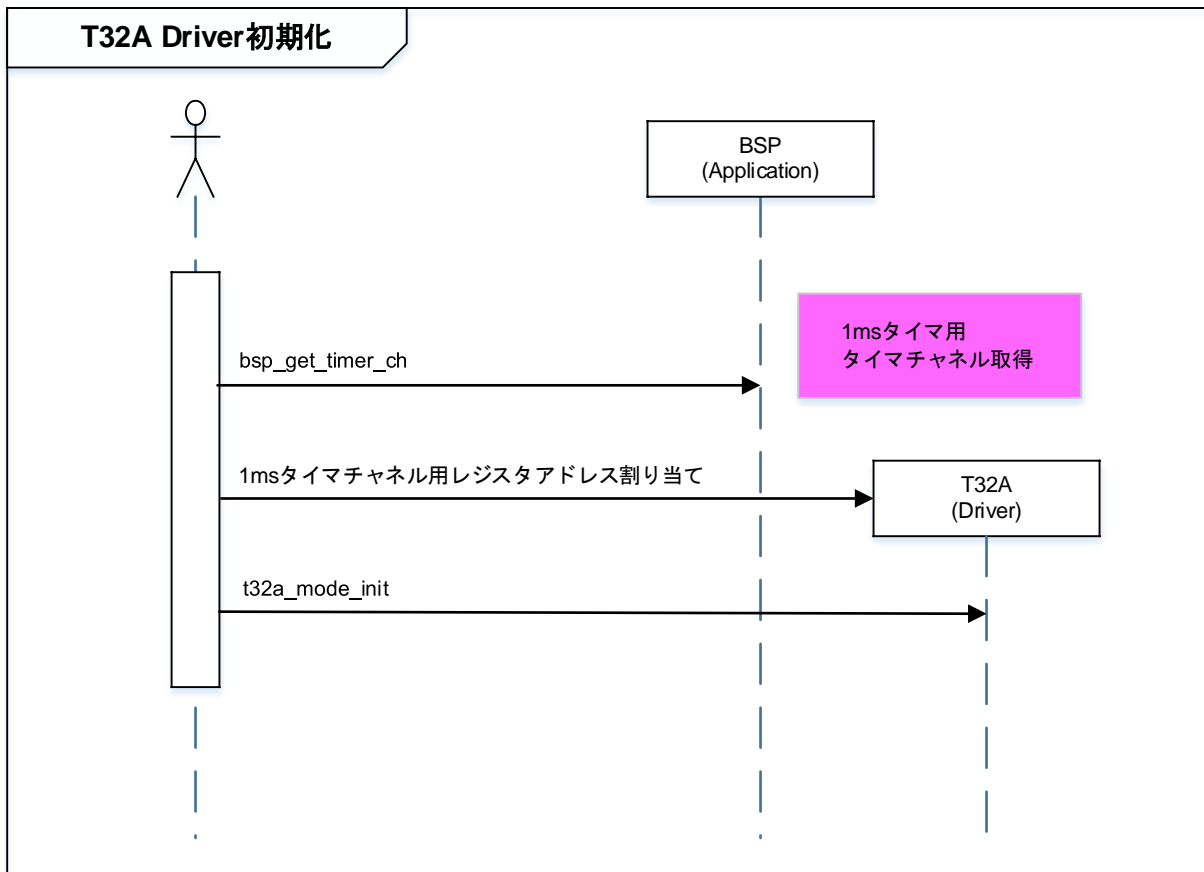 T32A Driver初期化
BSP
(Application)
1msタイマ用
タイマチャネル取得
bsp_get_timer_ch
1msタイマチャネル用レジスタアドレス割り当て
T32A
(Driver)
t32a_mode_init